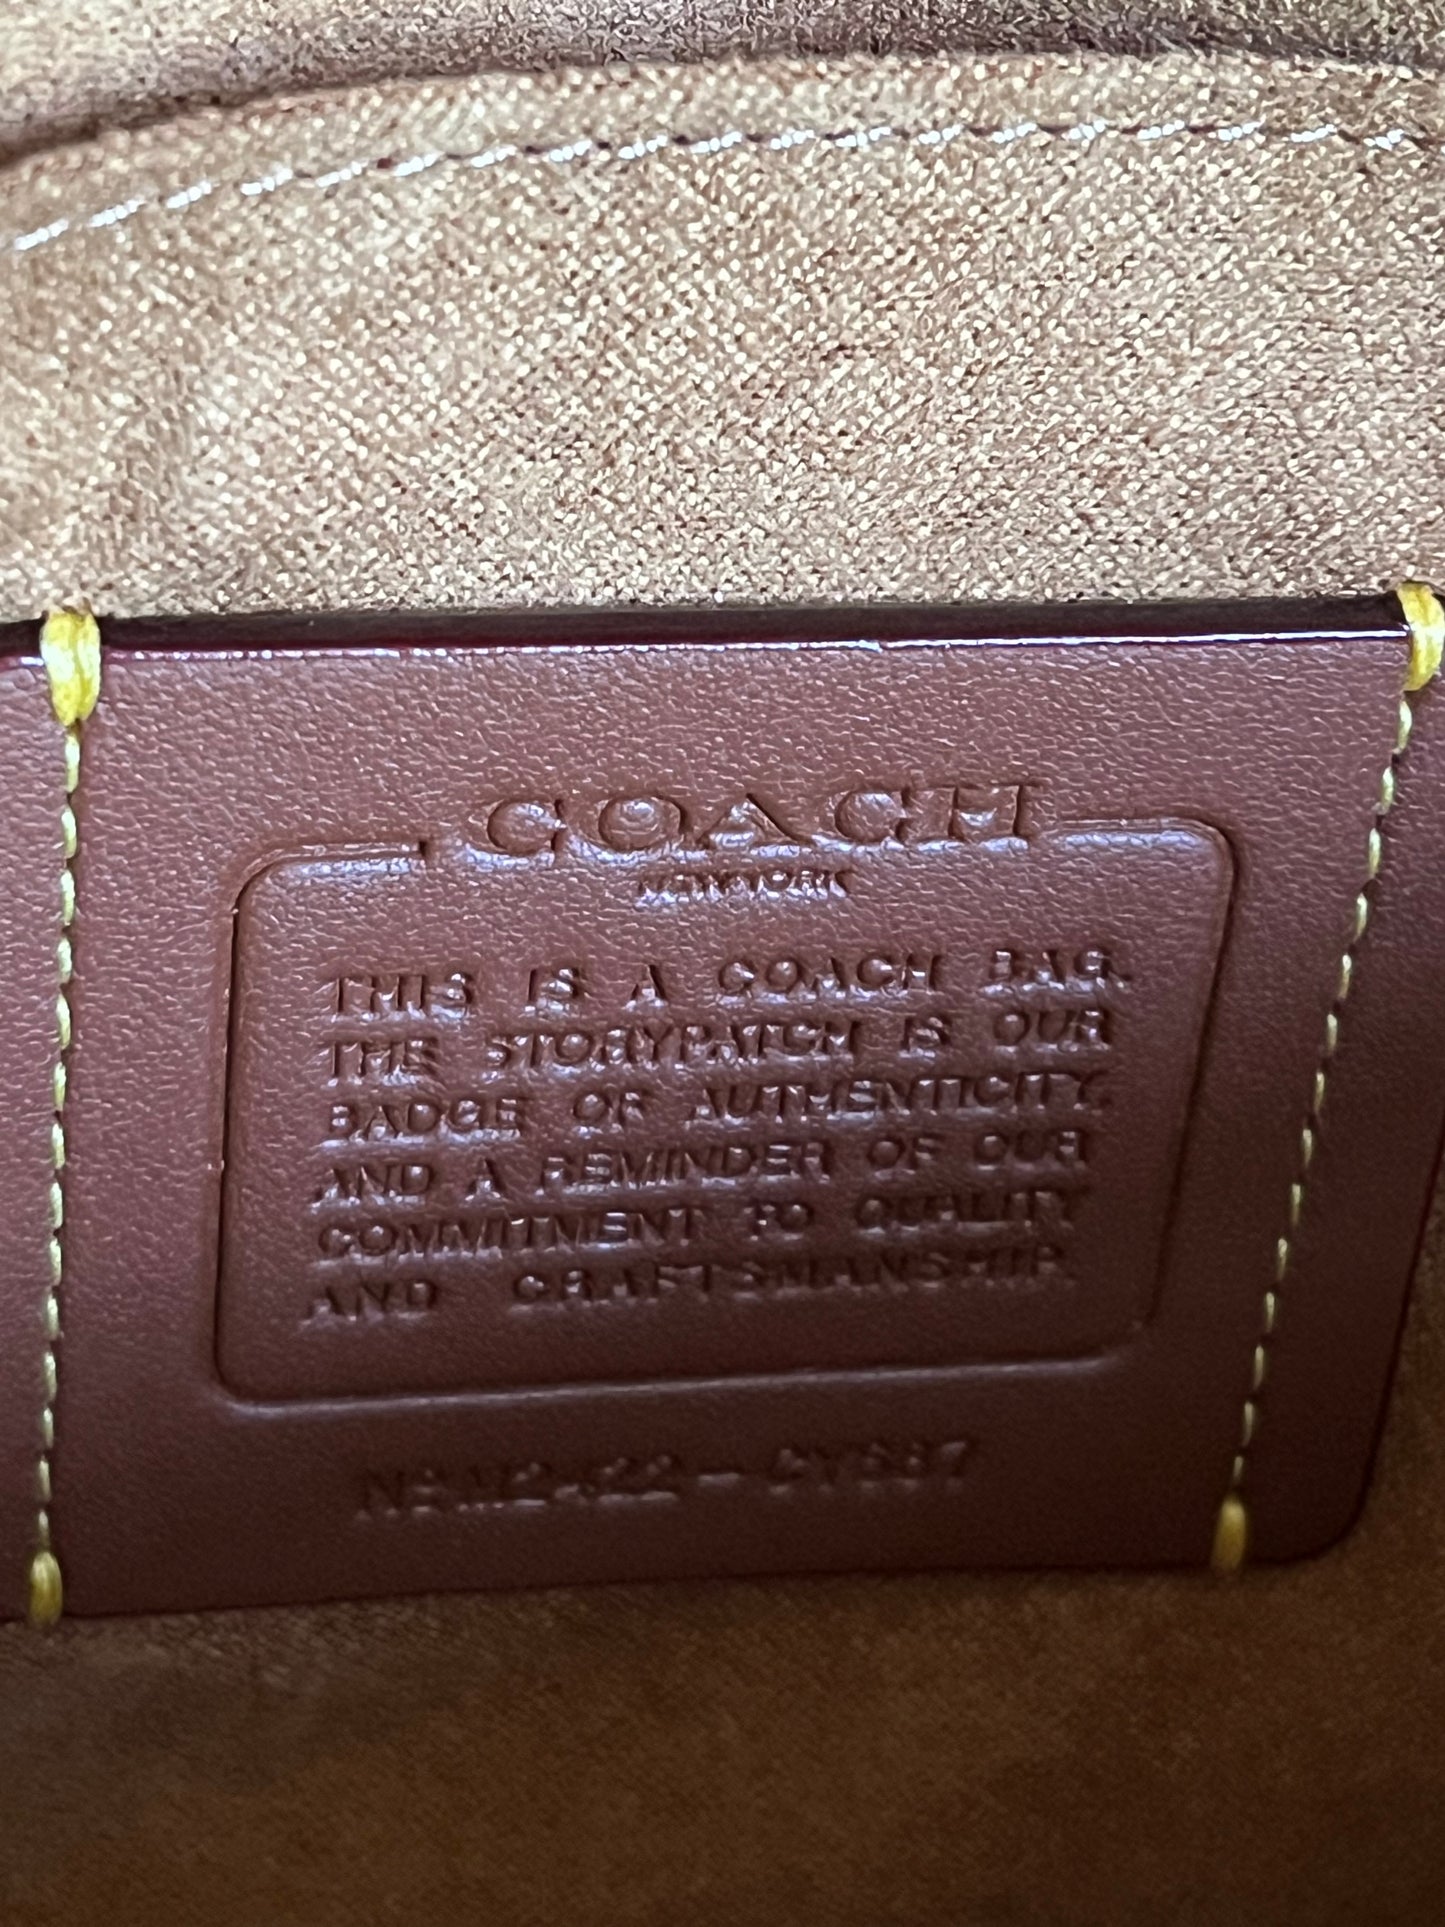 COACH
NEW YORK
THIS IS A COACH BAG.
THE STORYPATCH IS OUR
BADGE OF AUTHENTICITY,
AND A REMINDER OF OUR
COMMITMENT TO QUALITY
AND CRAFTSMANSHIP.